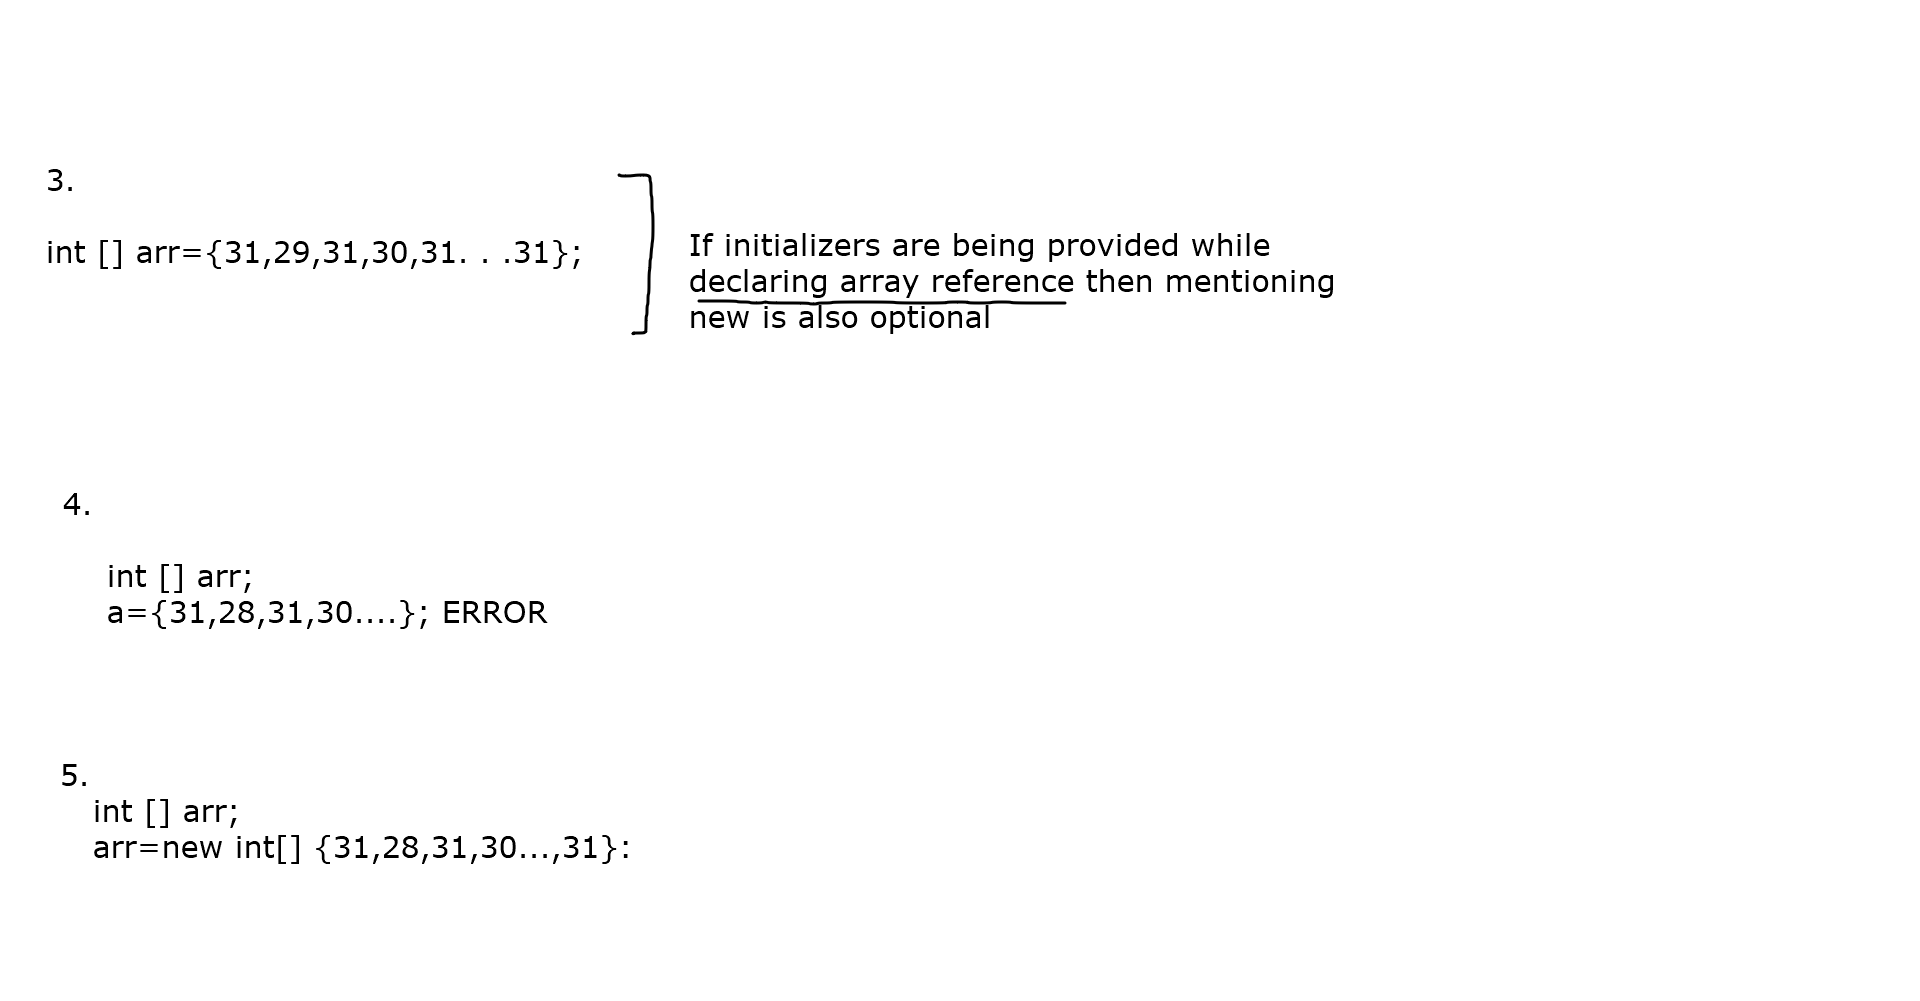 3.
int [] arr={31,29,31,30,31. . .31};
If initializers are being provided while
declaring array reference then mentioning
new is also optional
4.
int [] arr;
a={31,28,31,30....}; ERROR
5.
int [] arr;
arr=new int[] {31,28,31,30...,31}: